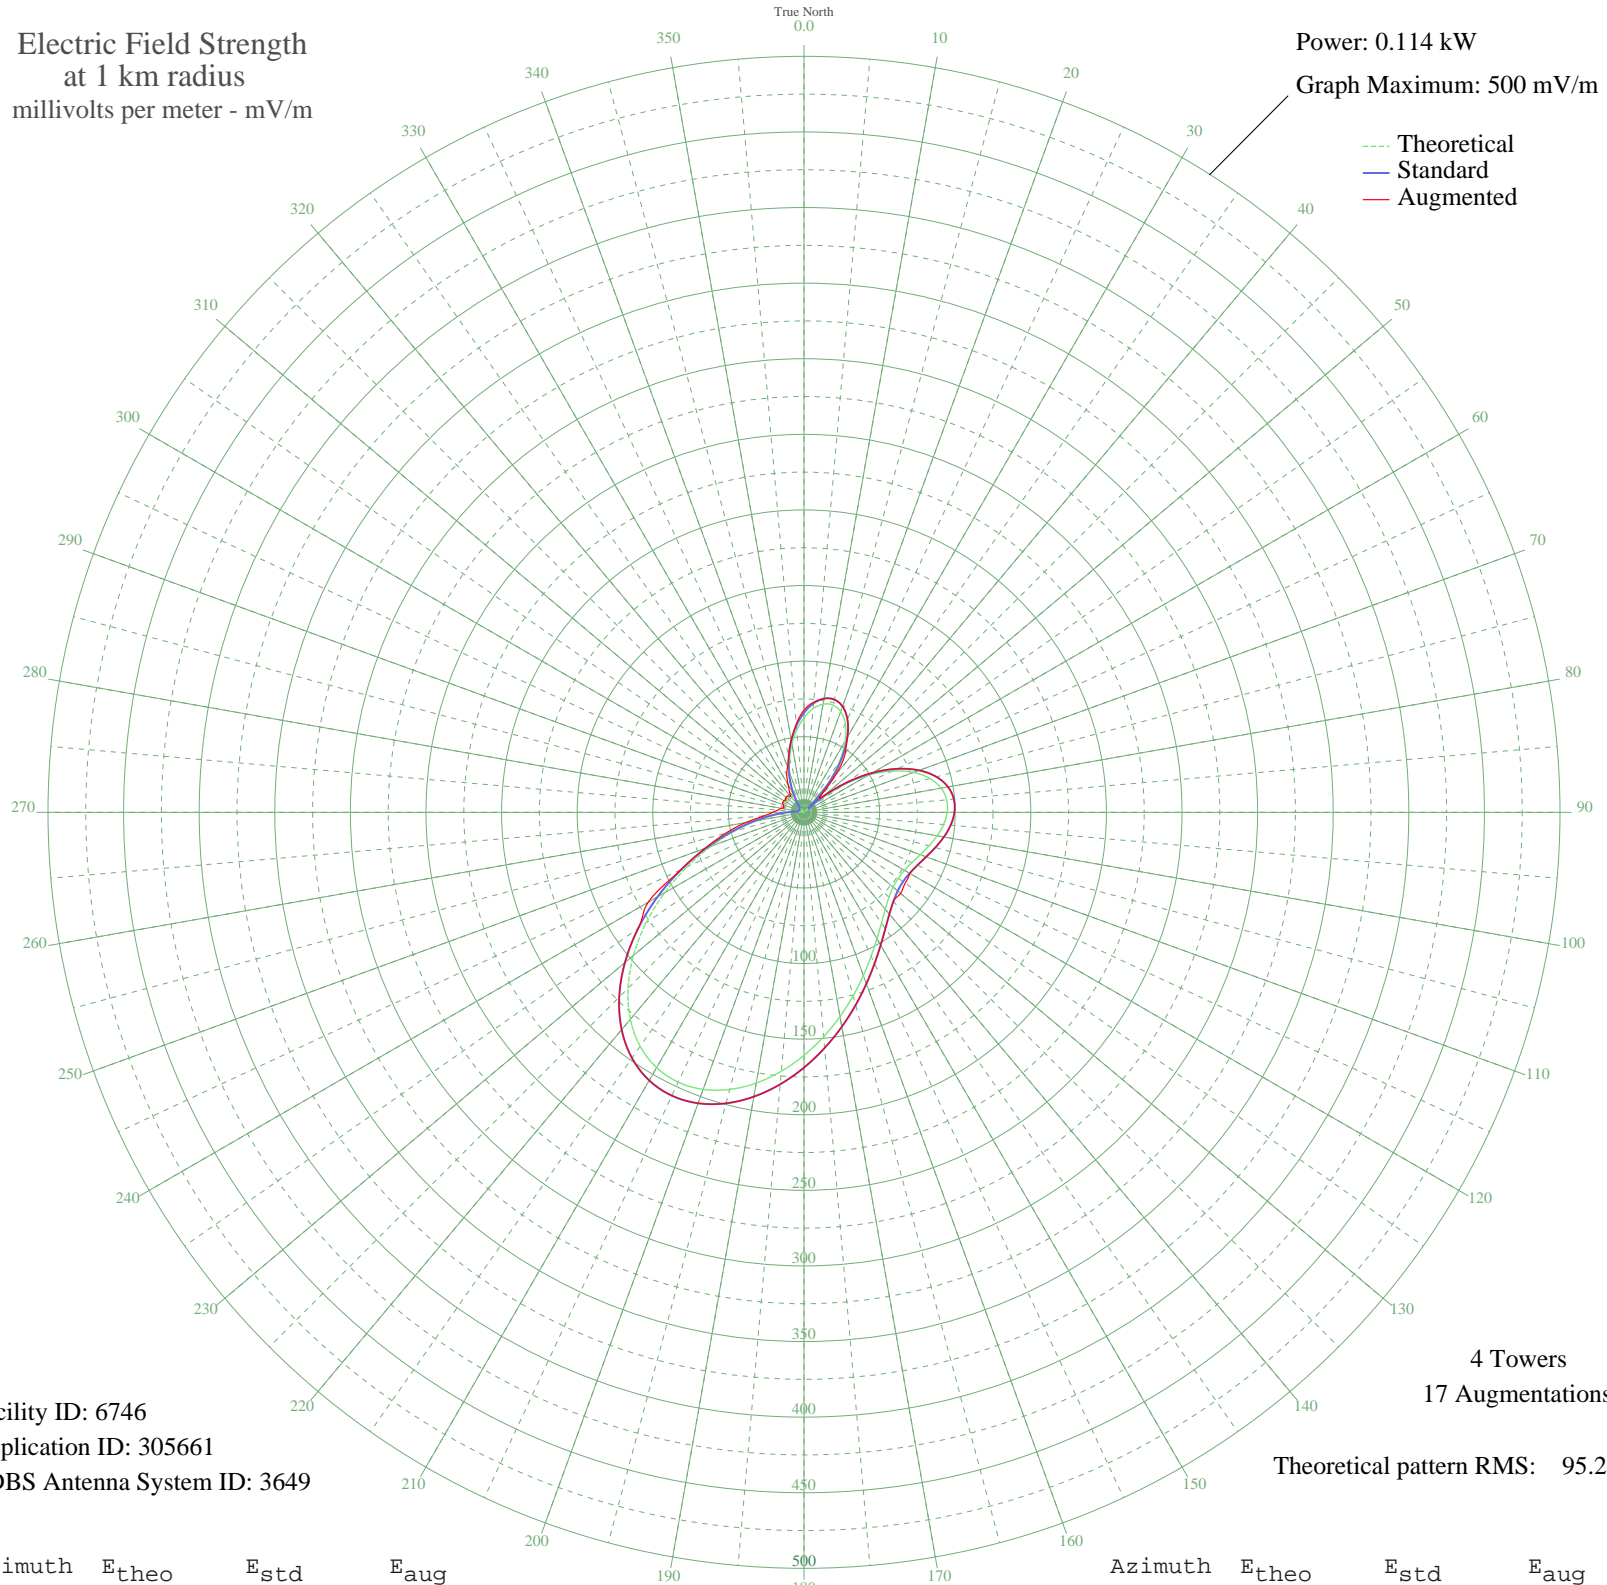 True North
0.0
Electric Field Strength
at 1 km radius
millivolts per meter - mV/m
Power: 0.114 kW
Graph Maximum: 500 mV/m
Theoretical
Standard
Augmented
10
20
30
40
50
60
70
80
90
100
110
120
130
140
150
160
170
190
200
210
220
230
240
250
260
270
280
290
300
310
320
330
340
350
100
150
200
250
300
350
400
450
500
4 Towers
17 Augmentations
Theoretical pattern RMS: 95.2
cility ID: 6746
plication ID: 305661
DBS Antenna System ID: 3649
imuth Etheo Estd Eaug
Azimuth Etheo Estd Eaug